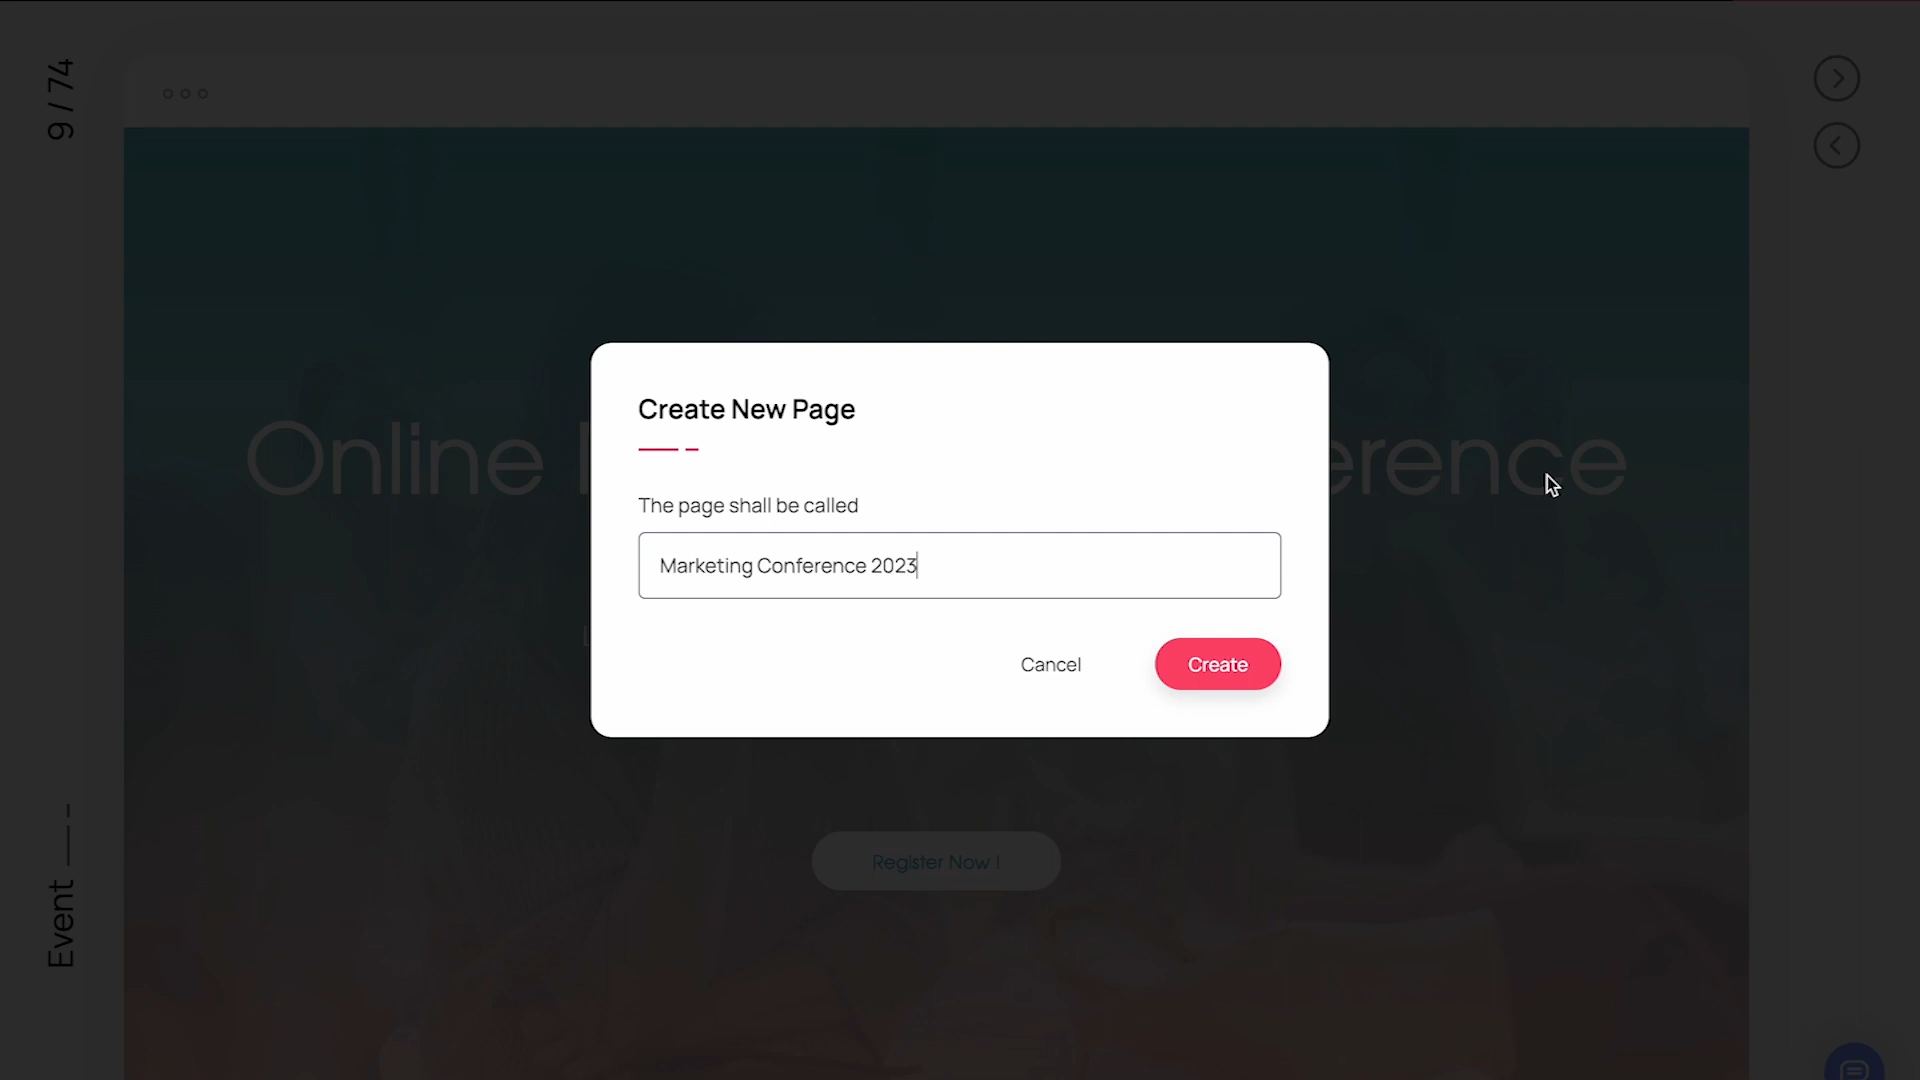 9 / 74
Create New Page
Online
erence
The page shall be called
Marketing Conference 2023
Cancel
Create
Register Now !
Event